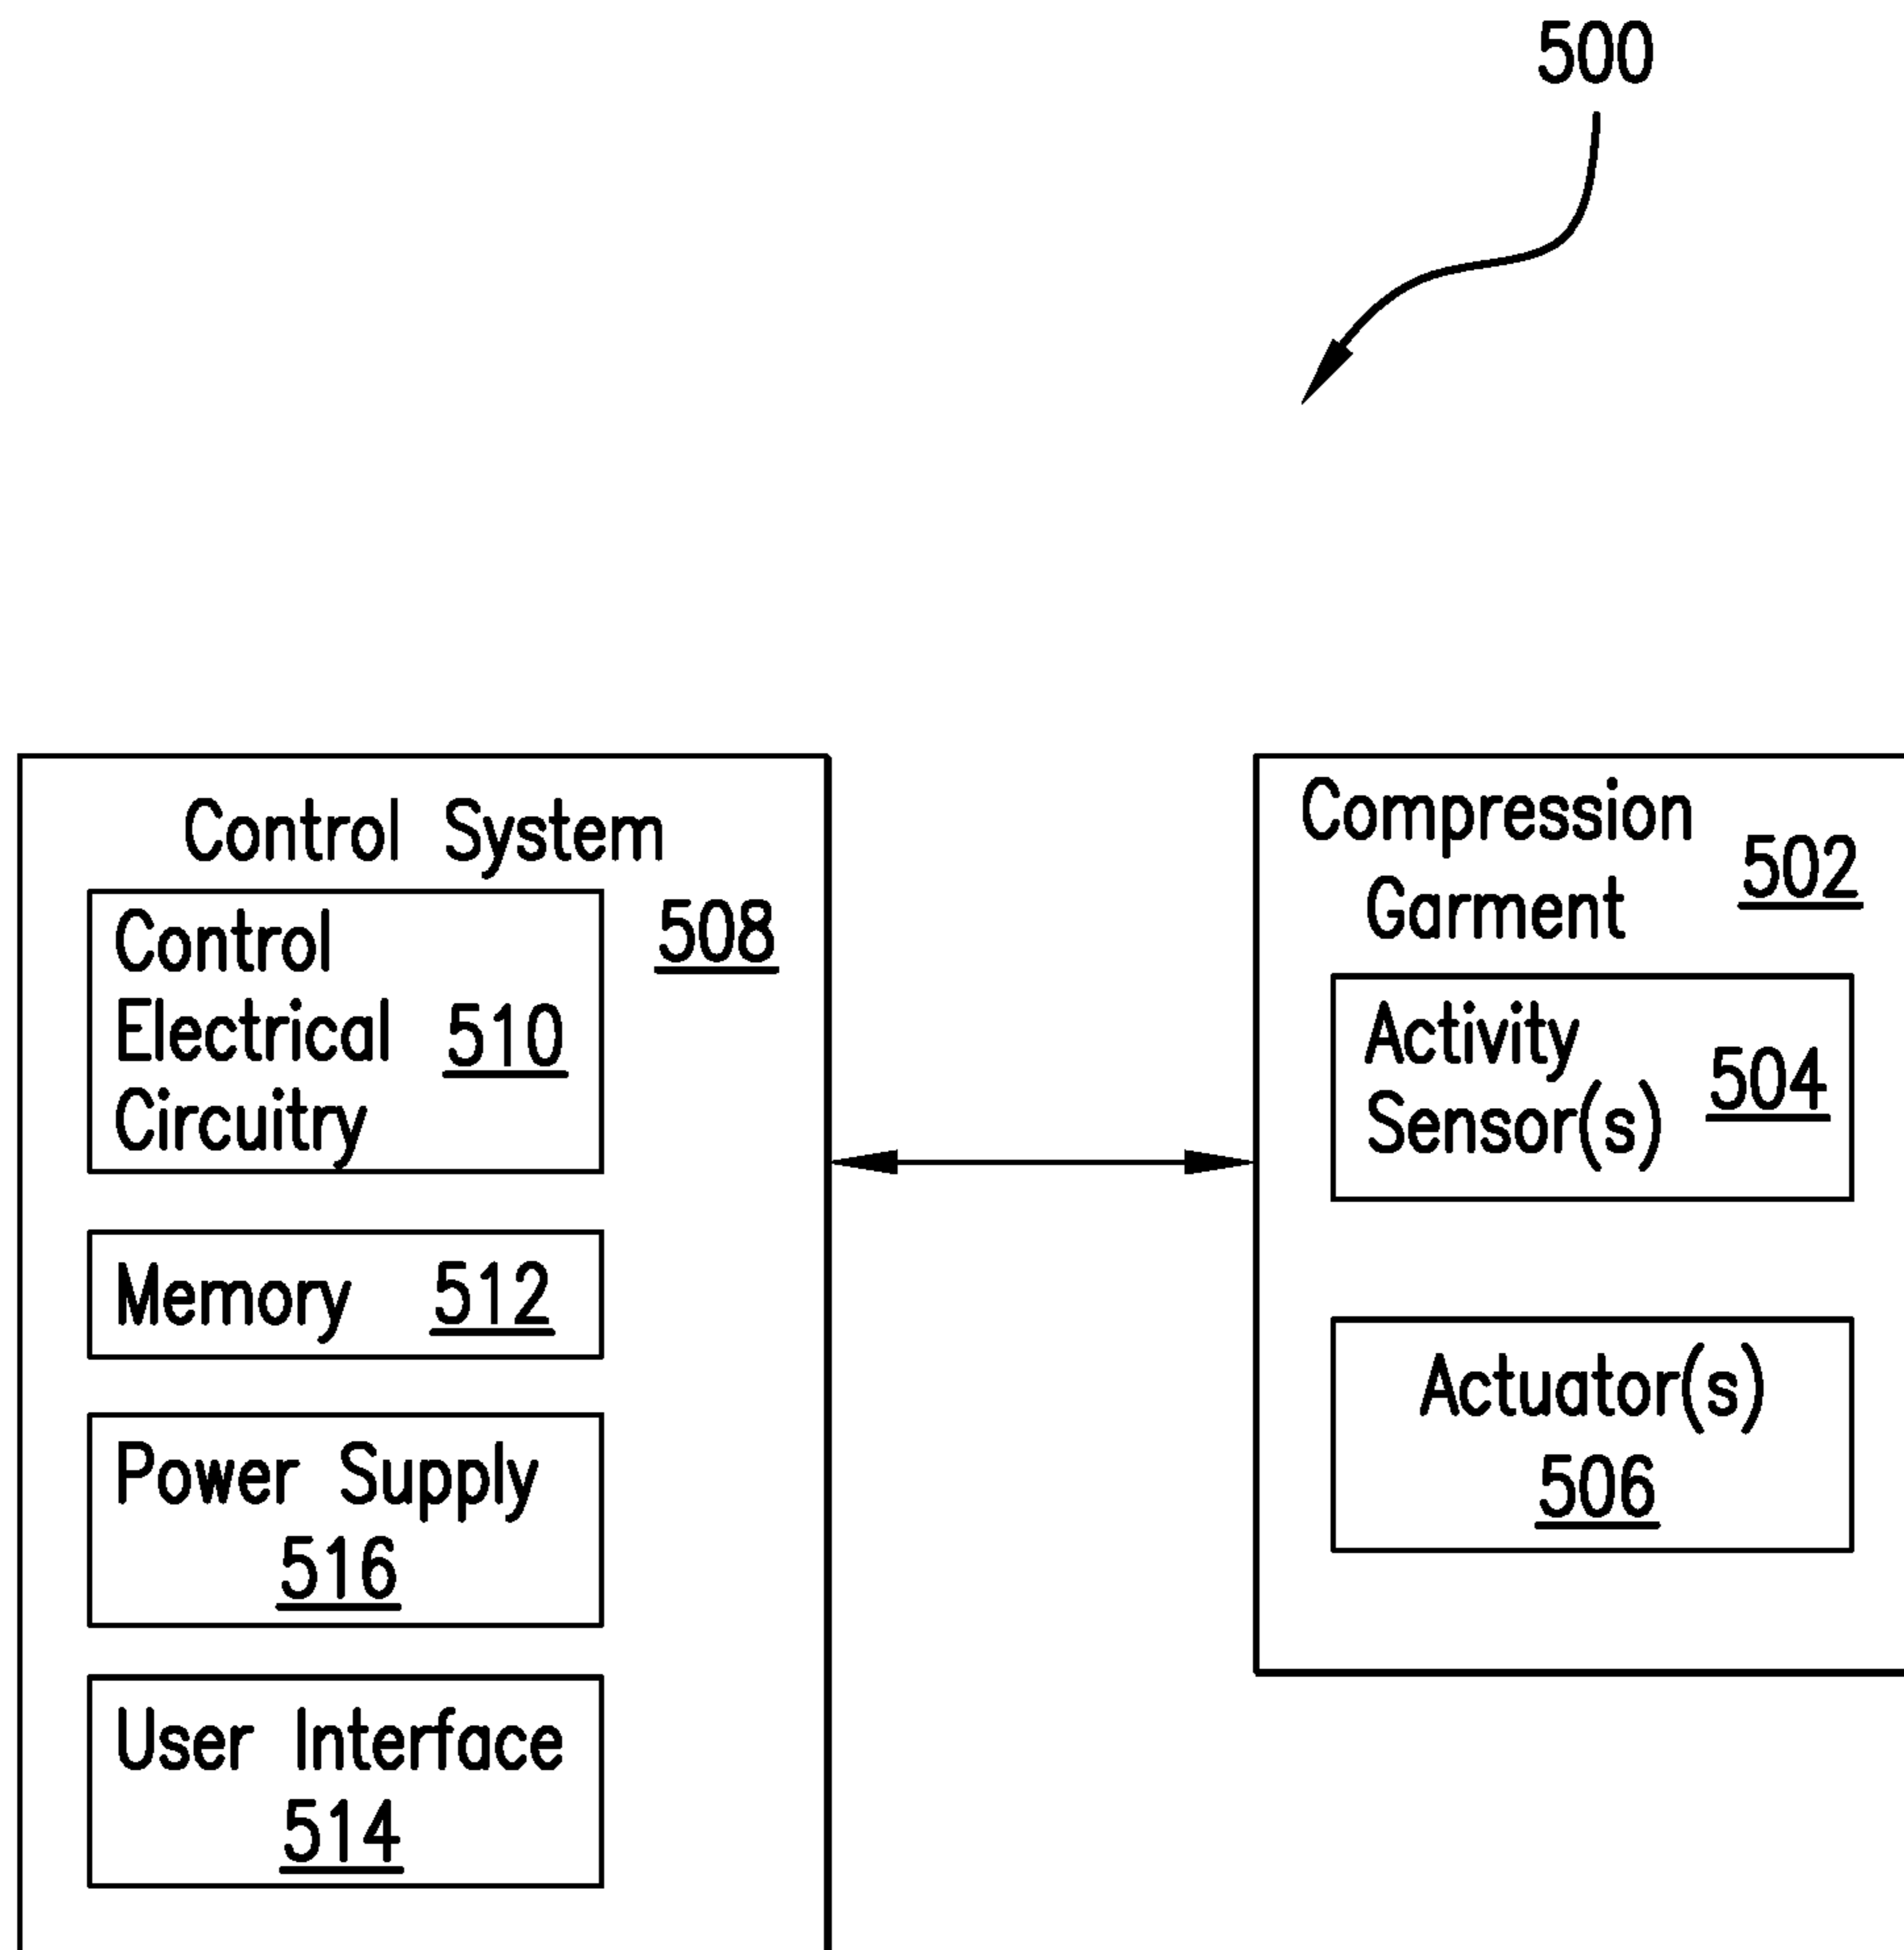 500
Control System
508
Control
Electrical 510
Circuitry
Memory 512
Power Supply
516
User Interface
514
Compression
Garment
502
Activity
Sensor(s)
504
Actuator(s)
506